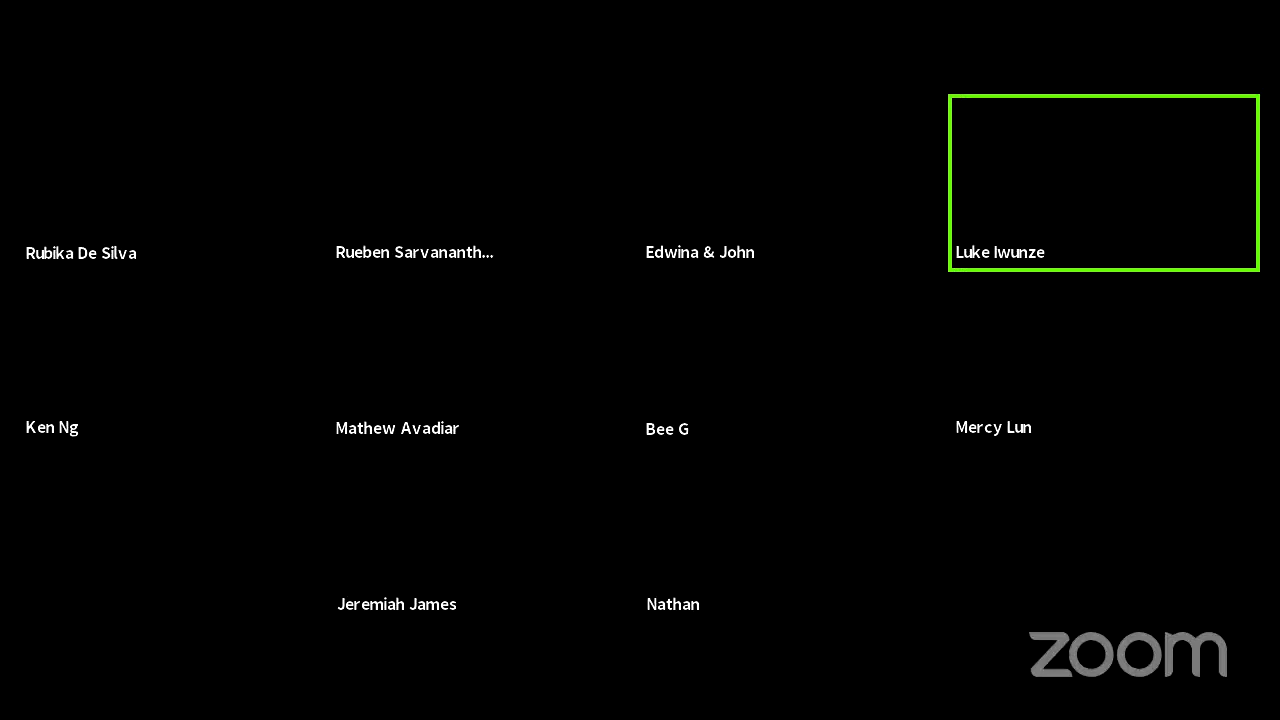 Rubika De Silva
Rueben Sarvananth...
Edwina & John
Luke Iwunze
Ken Ng
Mathew Avadiar
Bee G
Mercy Lun
Jeremiah James
Nathan
zoom